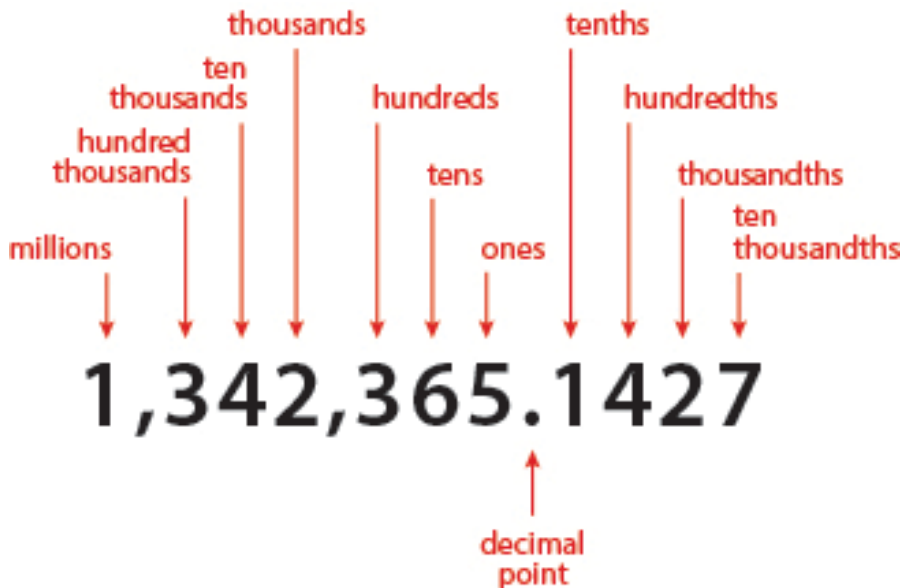 thousands
tenths
ten
thousands
hundreds
hundredths
hundred
thousands
tens
thousandths
millions
ones
ten
thousandths
1,342,365.1427
decimal
point